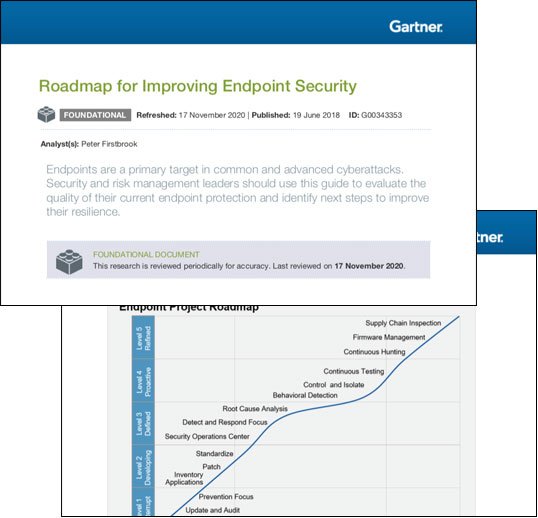 Gartner
Roadmap for Improving Endpoint Security
FOUNDATIONAL Refreshed: 17 November 2020 | Published: 19 June 2018 ID: G00343353
Analyst(s): Peter Firstbrook
Endpoints are a primary target in common and advanced cyberattacks.
Security and risk management leaders should use this guide to evaluate the
quality of their current endpoint protection and identify next steps to improve
their resilience.
FOUNDATIONAL DOCUMENT
This research is reviewed periodically for accuracy. Last reviewed on 17 November 2020.
tner
Endpoint Project Roadmap
Level 5
Refined
Supply Chain Inspection
Firmware Management
Continuous Hunting
Level 4
Proactive
Continuous Testing
Control and Isolate
Behavioral Detection
Level 3
Defined
Root Cause Analysis
Detect and Respond Focus
Security Operations Center
Level 2
Developing
Standardize
Patch
Inventory
Applications
vel 1
terrupt
Prevention Focus
Update and Audit